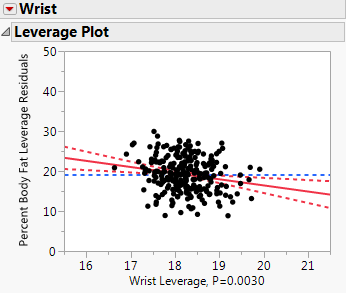 Wrist
Leverage Plot
Percent Body Fat Leverage Residuals
50
40
30
20
10
0
16 17 18 19 20 21
Wrist Leverage, P=0.0030